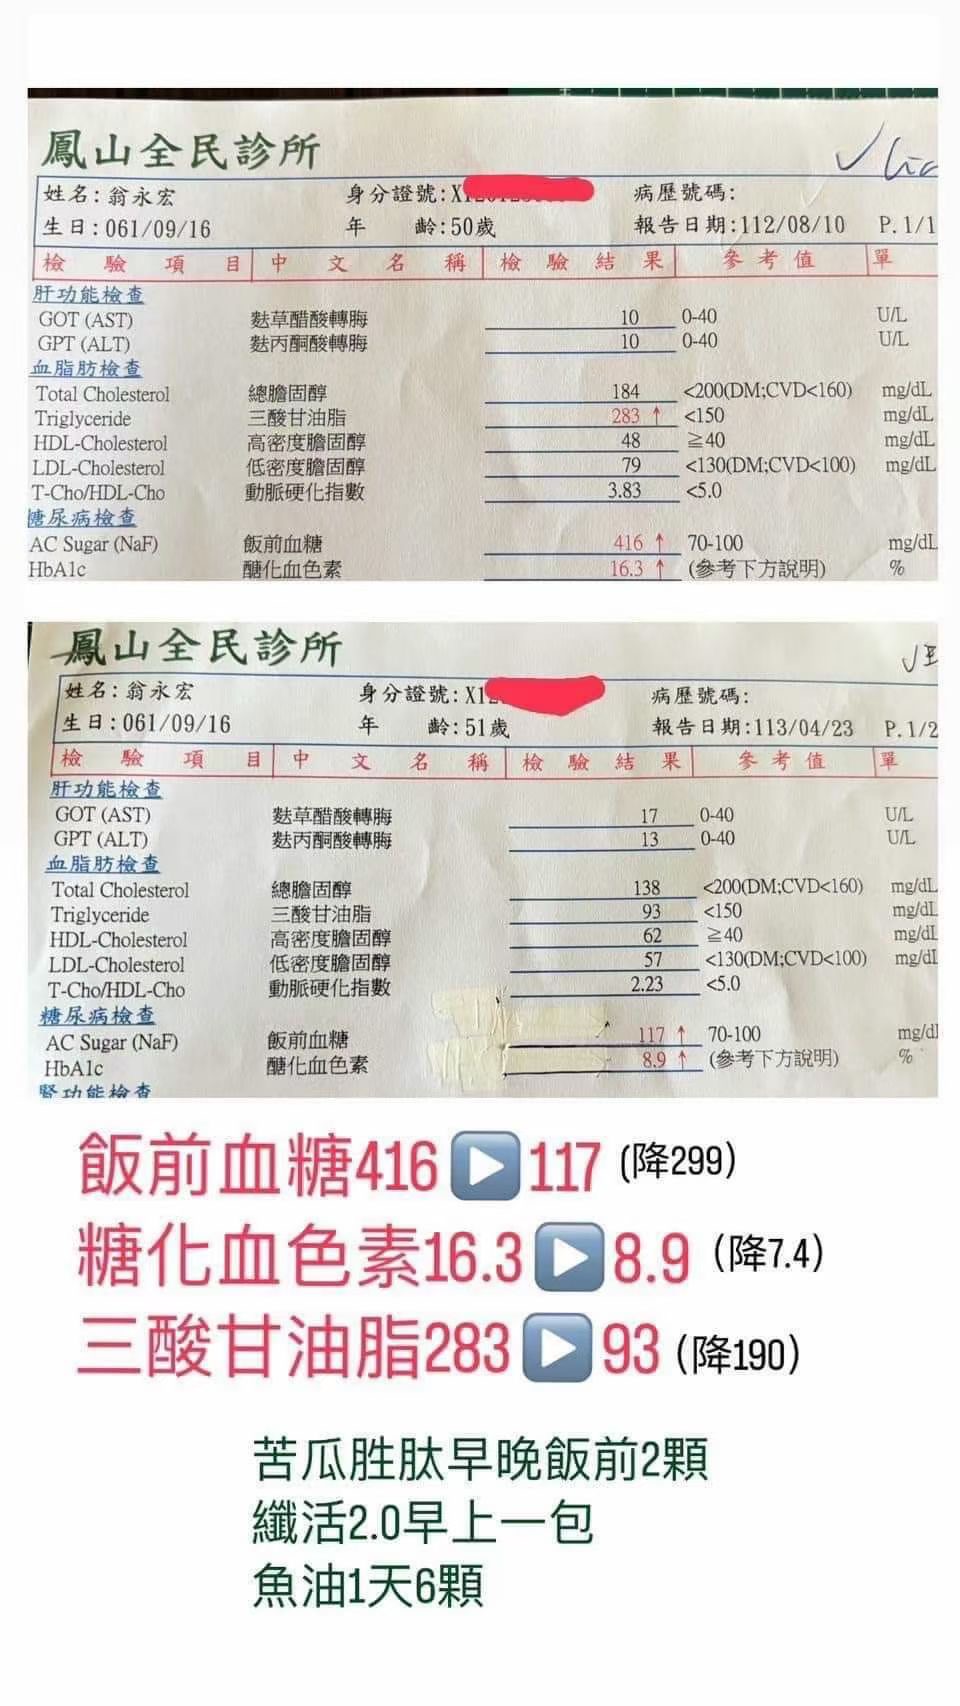 鳳山全民診所
姓名:翁永宏 身分證號:X1 病歷號碼:
生日:061/09/16 年 齡:50歲 報告日期:112/08/10 P.1/1
檢 驗 項 目 中 文 名 稱 檢 驗 結 果 參 考 值 單
肝功能檢查
GOT (AST) 麩草醋酸轉脢 10 0-40 U/L
GPT (ALT) 麩丙酮酸轉脢 10 0-40 U/L
血脂肪檢查
Total Cholesterol 總膽固醇 184 <200(DM;CVD<160) mg/dL
Triglyceride 三酸甘油脂 283 ↑ <150 mg/dL
HDL-Cholesterol 高密度膽固醇 48 ≧40 mg/dL
LDL-Cholesterol 低密度膽固醇 79 <130(DM;CVD<100) mg/dL
T-Cho/HDL-Cho 動脈硬化指數 3.83 <5.0
糖尿病檢查
AC Sugar (NaF) 飯前血糖 416 ↑ 70-100 mg/dL
HbA1c 醣化血色素 16.3 ↑ (參考下方說明) %
鳳山全民診所
姓名:翁永宏 身分證號:X12 病歷號碼:
生日:061/09/16 年 齡:51歲 報告日期:113/04/23 P.1/2
檢 驗 項 目 中 文 名 稱 檢 驗 結 果 參 考 值 單
肝功能檢查
GOT (AST) 麩草醋酸轉脢 17 0-40 U/L
GPT (ALT) 麩丙酮酸轉脢 13 0-40 U/L
血脂肪檢查
Total Cholesterol 總膽固醇 138 <200(DM;CVD<160) mg/dL
Triglyceride 三酸甘油脂 93 <150 mg/dL
HDL-Cholesterol 高密度膽固醇 62 ≧40 mg/dL
LDL-Cholesterol 低密度膽固醇 57 <130(DM;CVD<100) mg/dL
T-Cho/HDL-Cho 動脈硬化指數 2.23 <5.0
糖尿病檢查
AC Sugar (NaF) 飯前血糖 117 ↑ 70-100 mg/dl
HbA1c 醣化血色素 8.9 ↑ (參考下方說明) %
腎功能檢查
飯前血糖416▶117 (降299)
糖化血色素16.3▶8.9 (降7.4)
三酸甘油脂283▶93 (降190)
苦瓜胜肽早晚飯前2顆
纖活2.0早上一包
魚油1天6顆